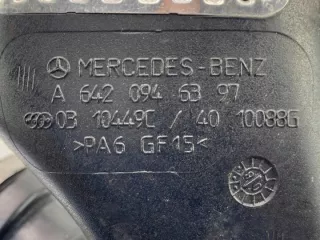 MERCEDES-BENZ
A 642 094 63 97
03 10449C / 40 10088G
>PA6 GF15<